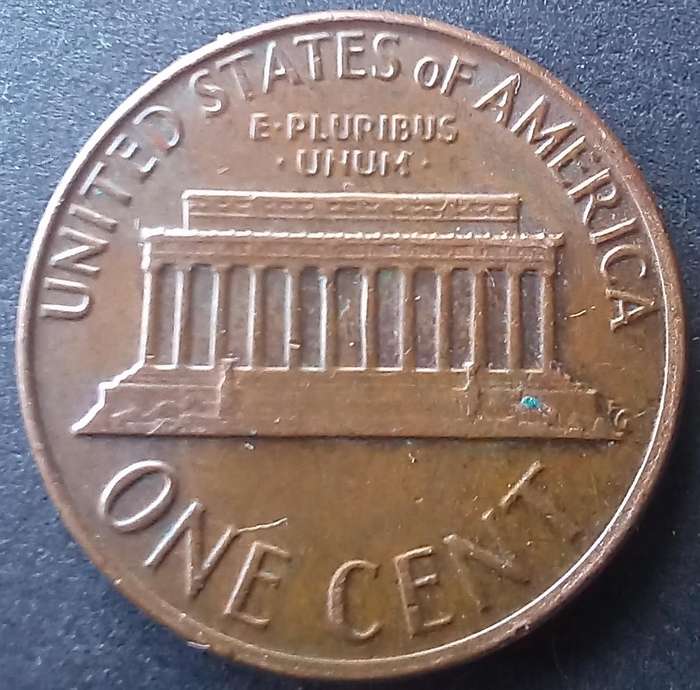 UNITED STATES oF AMERICA
E·PLURIBUS
·UNUM·
ONE CENT